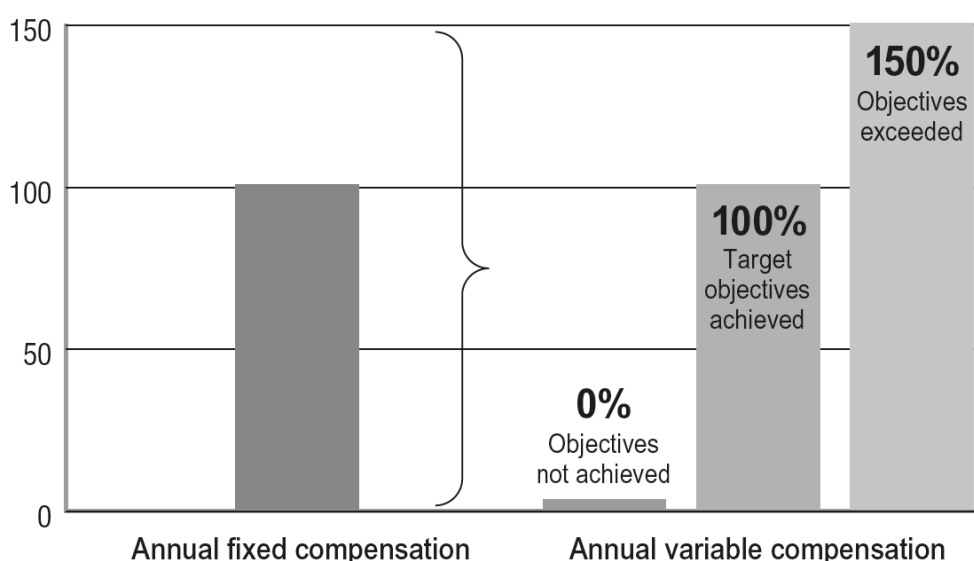 150
100
50
0
150%
Objectives
exceeded
100%
Target
objectives
achieved
0%
Objectives
not achieved
Annual fixed compensation
Annual variable compensation